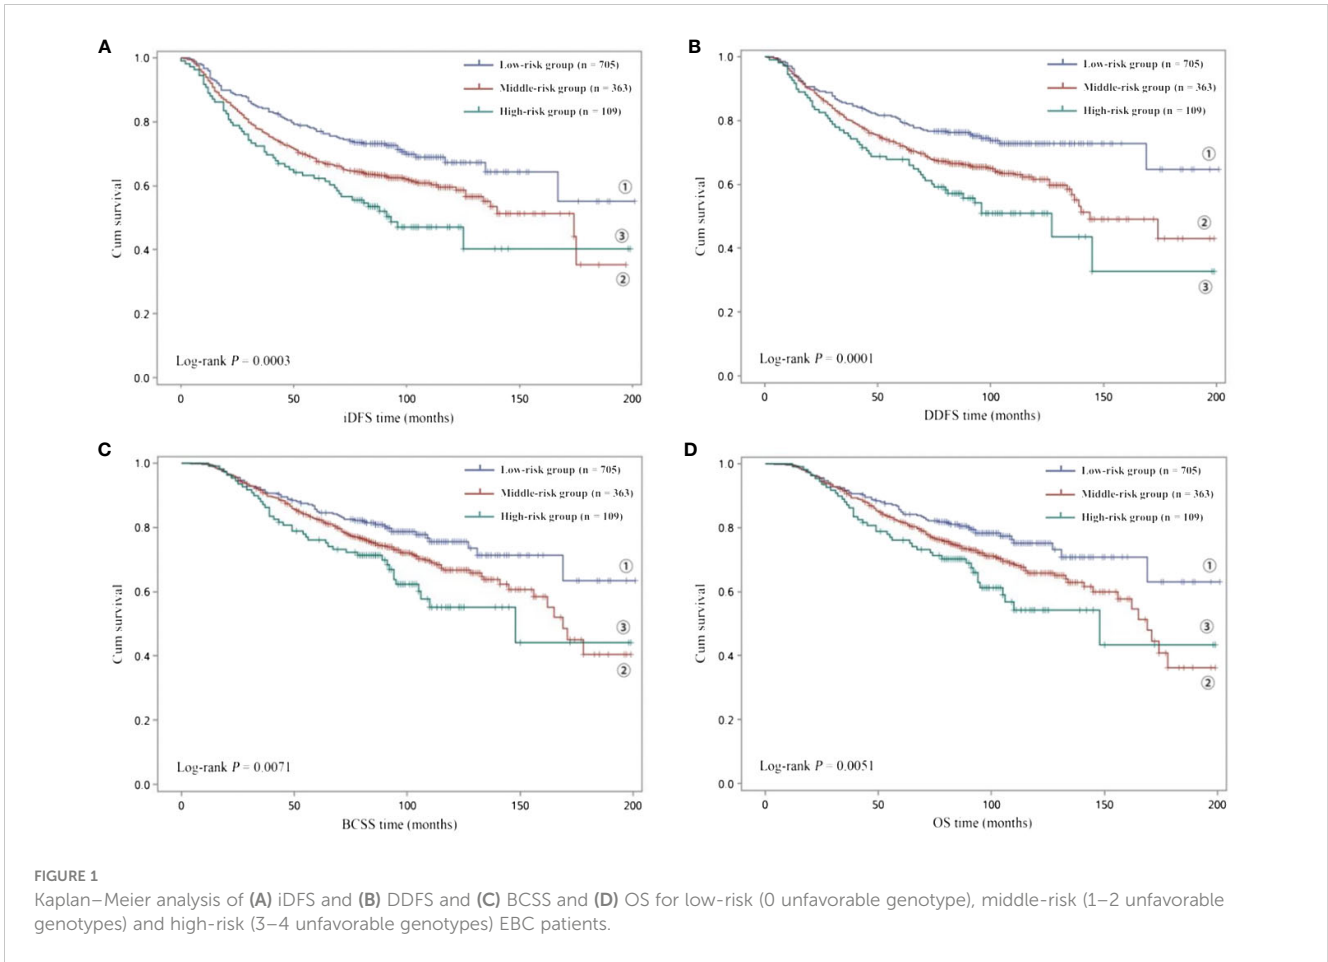 A
1.0
0.8
0.6
0.4
0.2
0.0
Cum survival
Low-risk group (n = 705)
Middle-risk group (n = 363)
High-risk group (n = 109)
①
③
②
Log-rank P = 0.0003
0 50 100 150 200
iDFS time (months)
B
1.0
0.8
0.6
0.4
0.2
0.0
Cum survival
Low-risk group (n = 705)
Middle-risk group (n = 363)
High-risk group (n = 109)
①
②
③
Log-rank P = 0.0001
0 50 100 150 200
DDFS time (months)
C
1.0
0.8
0.6
0.4
0.2
0.0
Cum survival
Low-risk group (n = 705)
Middle-risk group (n = 363)
High-risk group (n = 109)
①
③
②
Log-rank P = 0.0071
0 50 100 150 200
BCSS time (months)
D
1.0
0.8
0.6
0.4
0.2
0.0
Cum survival
Low-risk group (n = 705)
Middle-risk group (n = 363)
High-risk group (n = 109)
①
③
②
Log-rank P = 0.0051
0 50 100 150 200
OS time (months)
FIGURE 1
Kaplan–Meier analysis of (A) iDFS and (B) DDFS and (C) BCSS and (D) OS for low-risk (0 unfavorable genotype), middle-risk (1–2 unfavorable
genotypes) and high-risk (3–4 unfavorable genotypes) EBC patients.